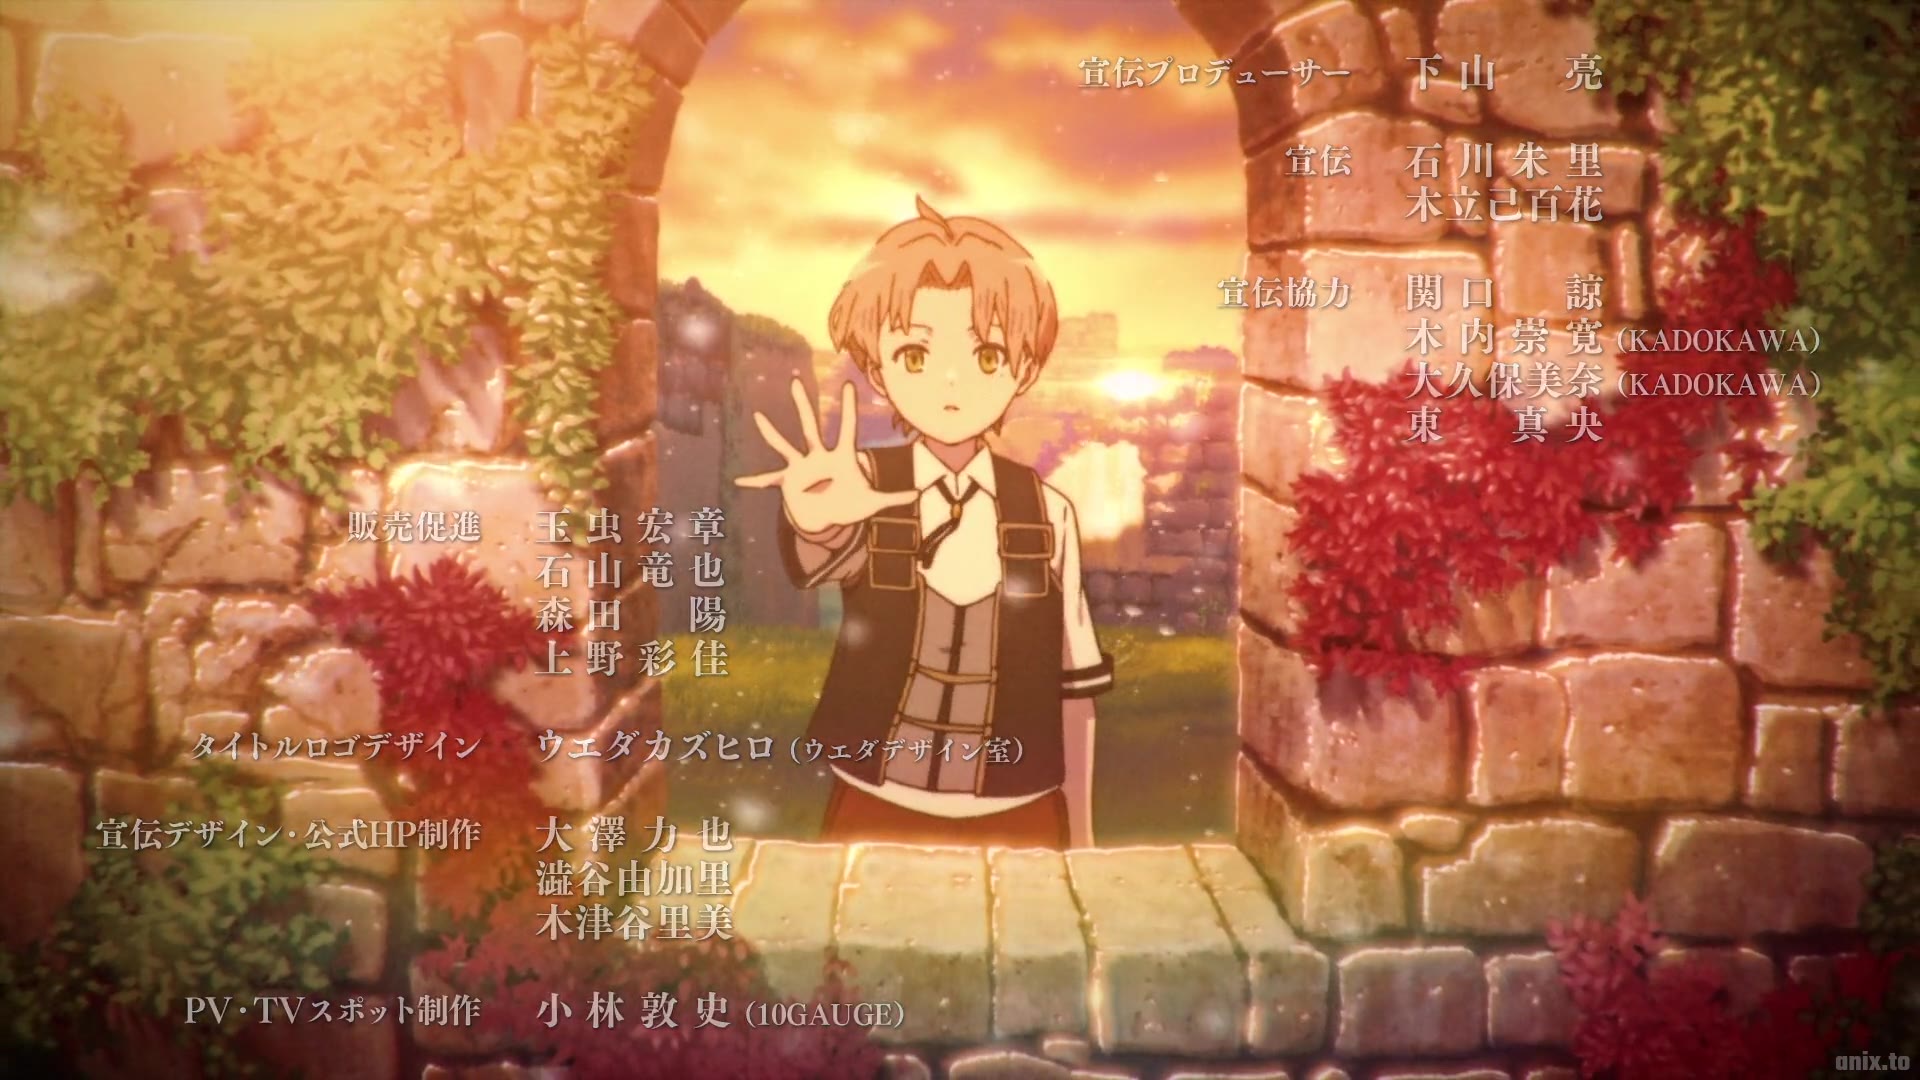 宣伝プロデューサー 下山 亮
宣伝 石川朱里
木立己百花
宣伝協力 関口 諒
木内崇寛(KADOKAWA)
大久保美奈(KADOKAWA)
東 真央
販売促進 玉虫宏章
石山竜也
森田 陽
上野彩佳
タイトルロゴデザイン ウエダカズヒロ(ウエダデザイン室)
宣伝デザイン・公式HP制作 大澤力也
澁谷由加里
木津谷里美
PV・TVスポット制作 小林敦史(10GAUGE)
anix.to